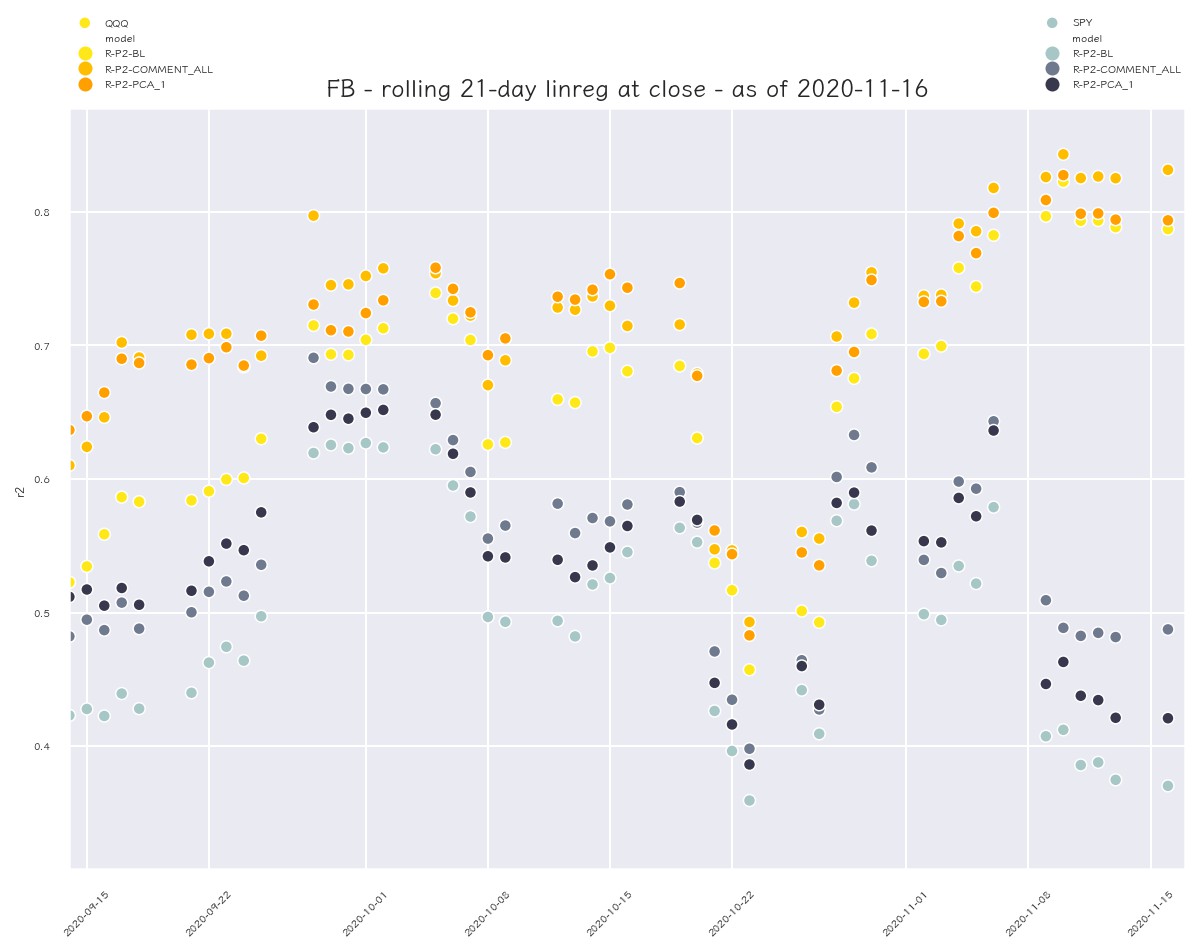 QQQ
model
R-P2-BL
R-P2-COMMENT_ALL
R-P2-PCA_1
SPY
model
R-P2-BL
R-P2-COMMENT_ALL
R-P2-PCA_1
FB - rolling 21-day linreg at close - as of 2020-11-16
r2
0.8
0.7
0.6
0.5
0.4
2020-09-15
2020-09-22
2020-10-01
2020-10-08
2020-10-15
2020-10-22
2020-11-01
2020-11-08
2020-11-15